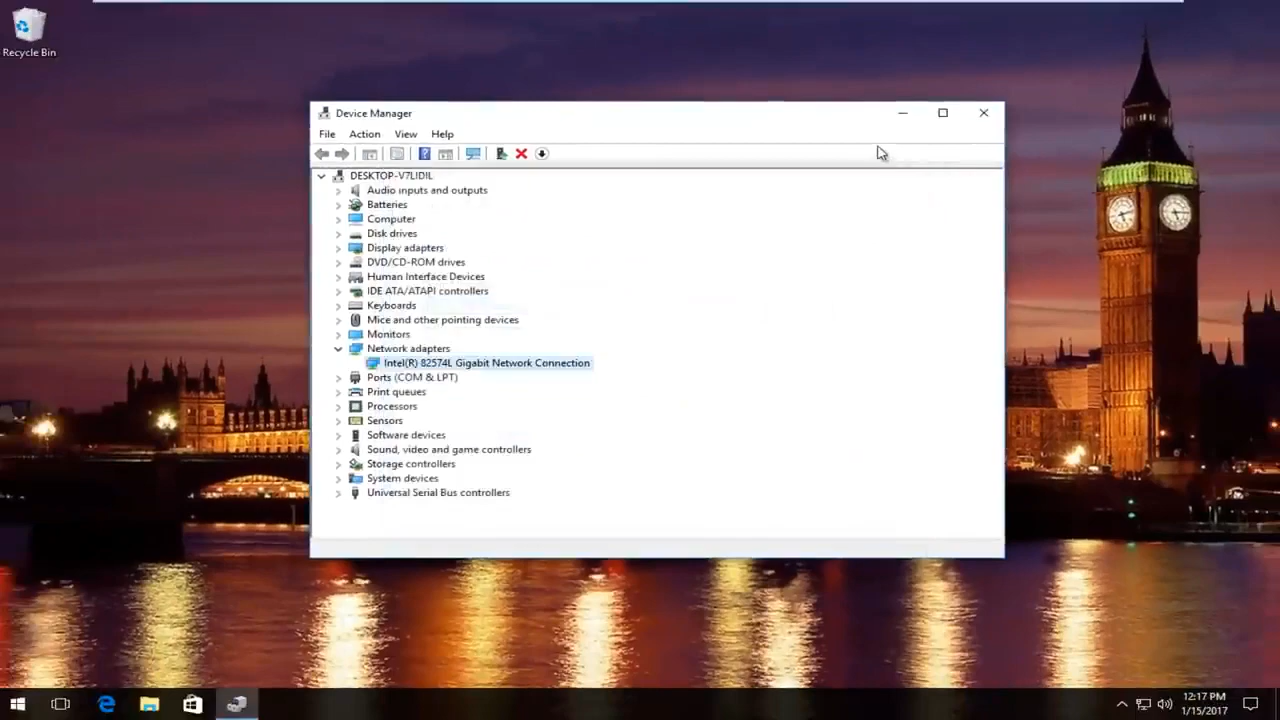 Recycle Bin
Device Manager
File Action View Help
DESKTOP-V7LIDIL
Audio inputs and outputs
Batteries
Computer
Disk drives
Display adapters
DVD/CD-ROM drives
Human Interface Devices
IDE ATA/ATAPI controllers
Keyboards
Mice and other pointing devices
Monitors
Network adapters
Intel(R) 82574L Gigabit Network Connection
Ports (COM & LPT)
Print queues
Processors
Sensors
Software devices
Sound, video and game controllers
Storage controllers
System devices
Universal Serial Bus controllers
12:17 PM
1/15/2017